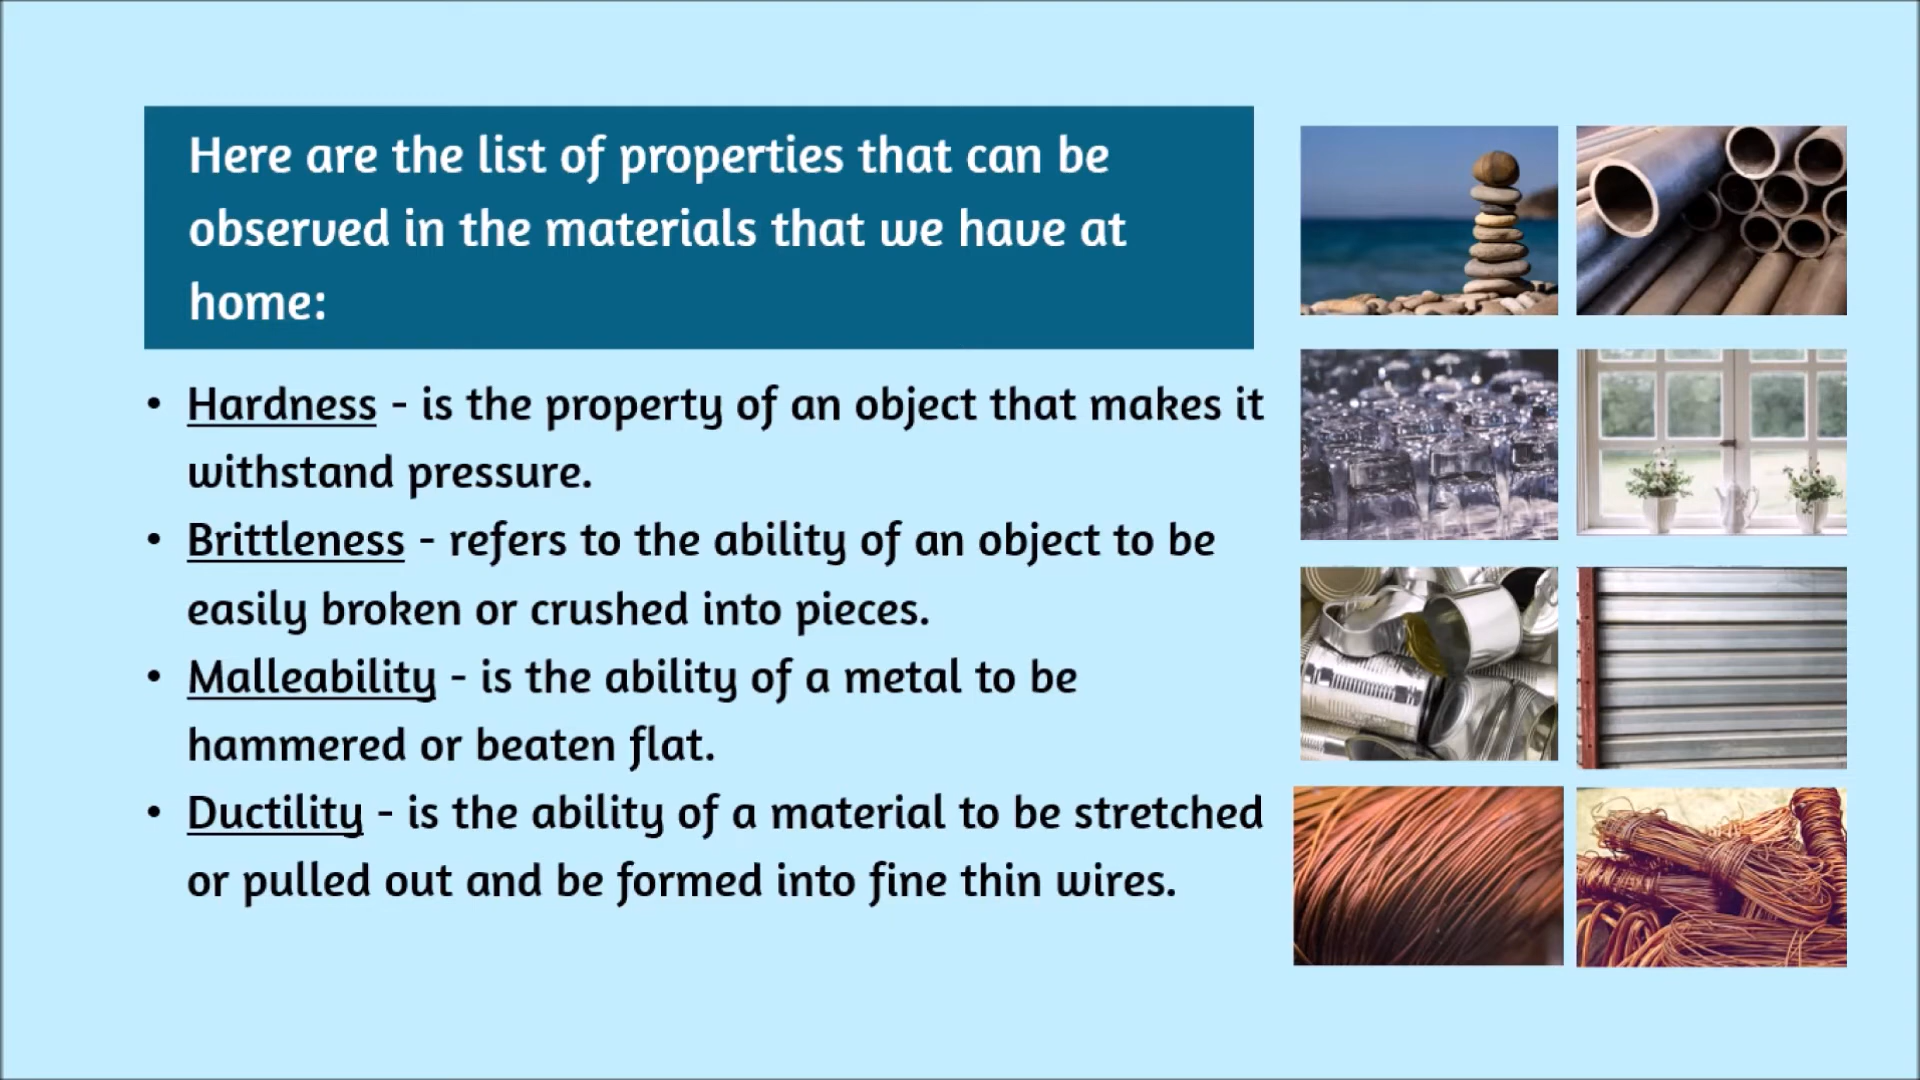 Here are the list of properties that can be
observed in the materials that we have at
home:
• Hardness - is the property of an object that makes it
withstand pressure.
• Brittleness - refers to the ability of an object to be
easily broken or crushed into pieces.
• Malleability - is the ability of a metal to be
hammered or beaten flat.
• Ductility - is the ability of a material to be stretched
or pulled out and be formed into fine thin wires.